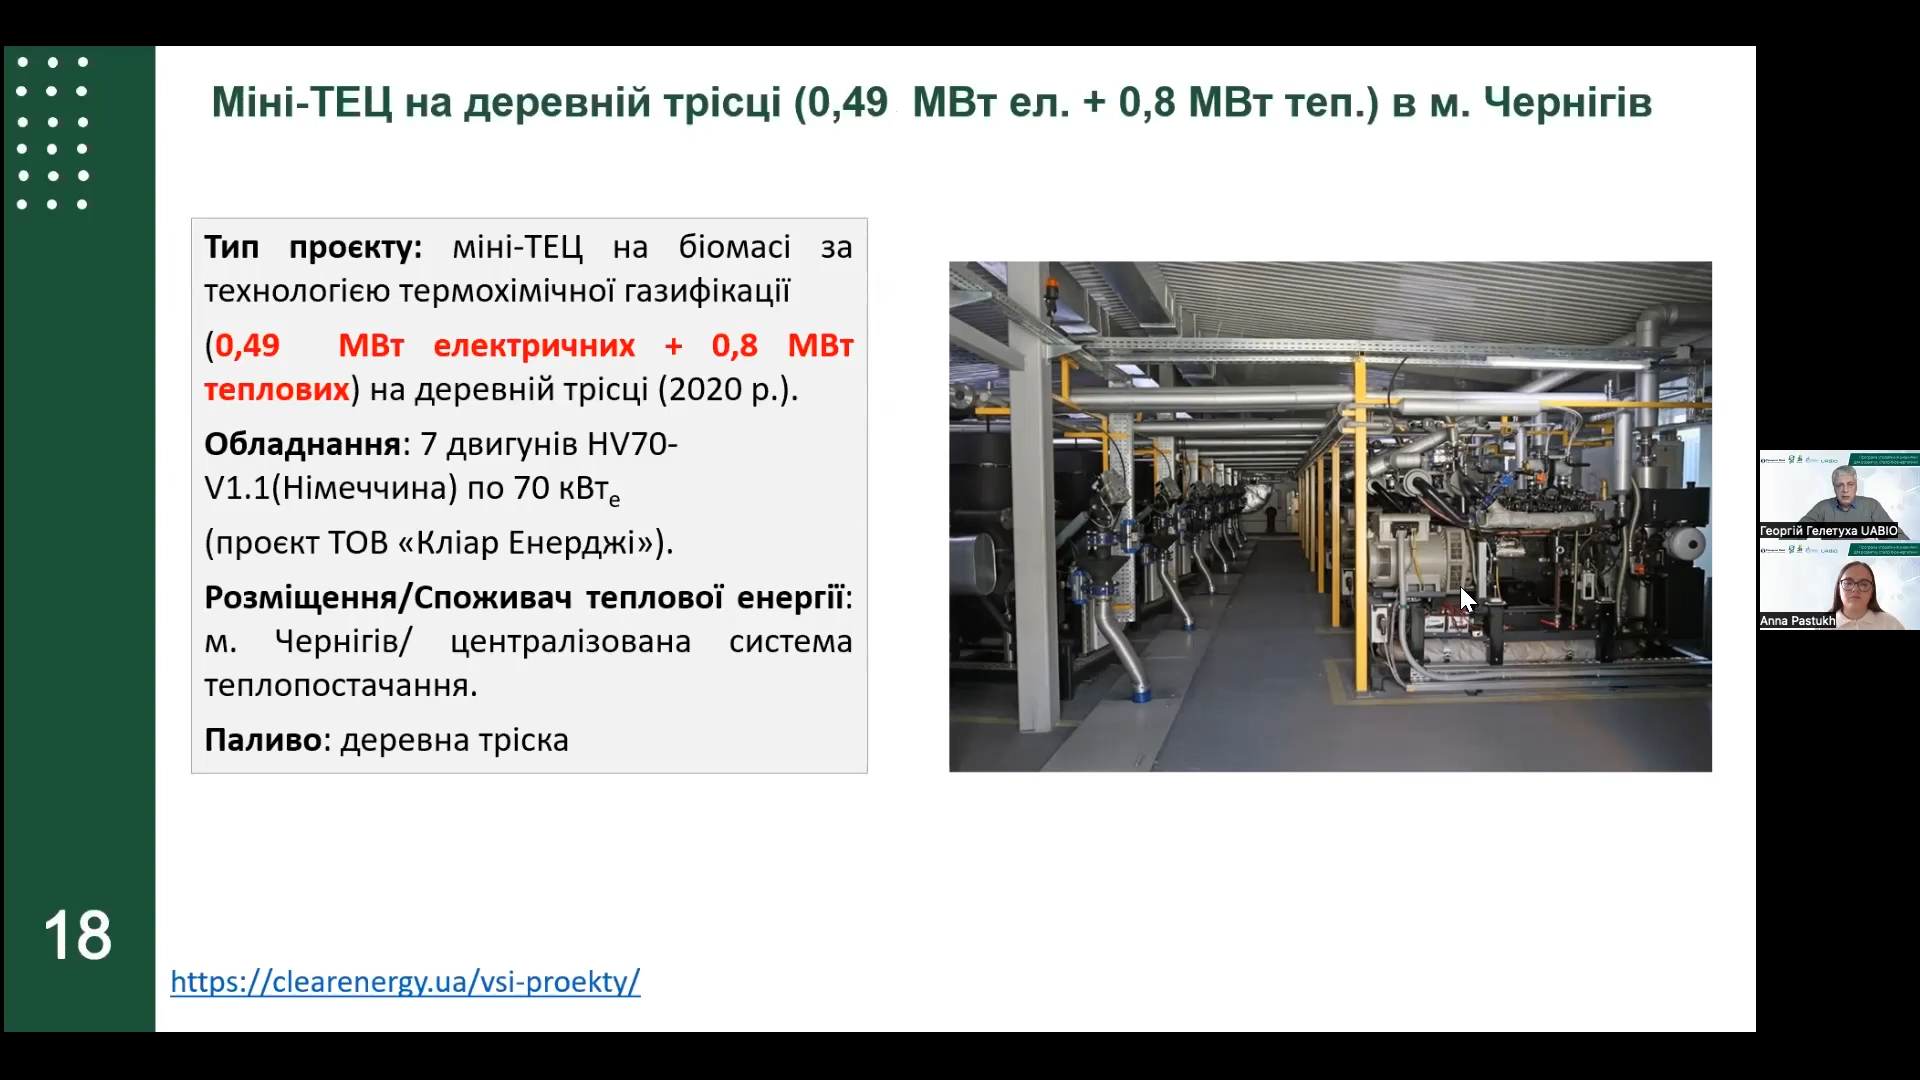 Міні-ТЕЦ на деревній трісці (0,49 МВт ел. + 0,8 МВт теп.) в м. Чернігів
Тип проєкту: міні-ТЕЦ на біомасі за
технологією термохімічної газифікації
(0,49 МВт електричних + 0,8 МВт
теплових) на деревній трісці (2020 р.).
Обладнання: 7 двигунів HV70-
V1.1(Німеччина) по 70 кВтe
(проєкт ТОВ «Кліар Енерджі»).
Розміщення/Споживач теплової енергії:
м. Чернігів/ централізована система
теплопостачання.
Паливо: деревна тріска
18
https://clearenergy.ua/vsi-proekty/
Георгій Гелетуха UABIO
Anna Pastukh